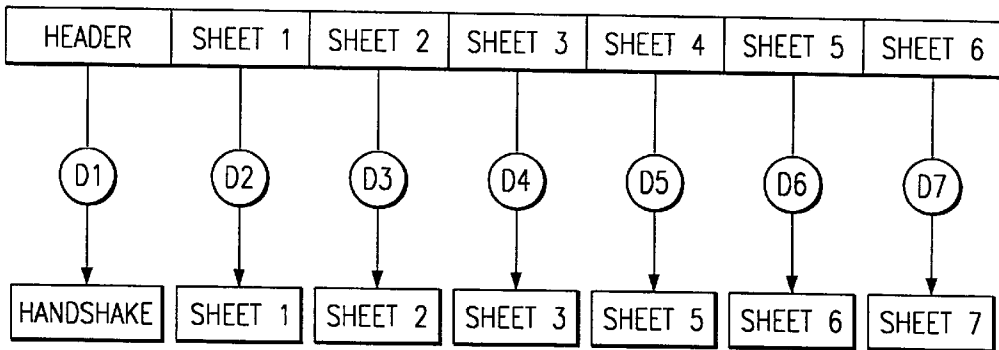 HEADER SHEET 1 SHEET 2 SHEET 3 SHEET 4 SHEET 5 SHEET 6
D1 D2 D3 D4 D5 D6 D7
HANDSHAKE SHEET 1 SHEET 2 SHEET 3 SHEET 5 SHEET 6 SHEET 7